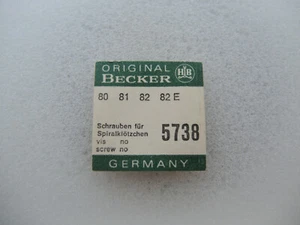 ORIGINAL
BECKER
HB
80 81 82 82 E
Schrauben für
Spiralklötzchen
vis no
screw no
5738
GERMANY